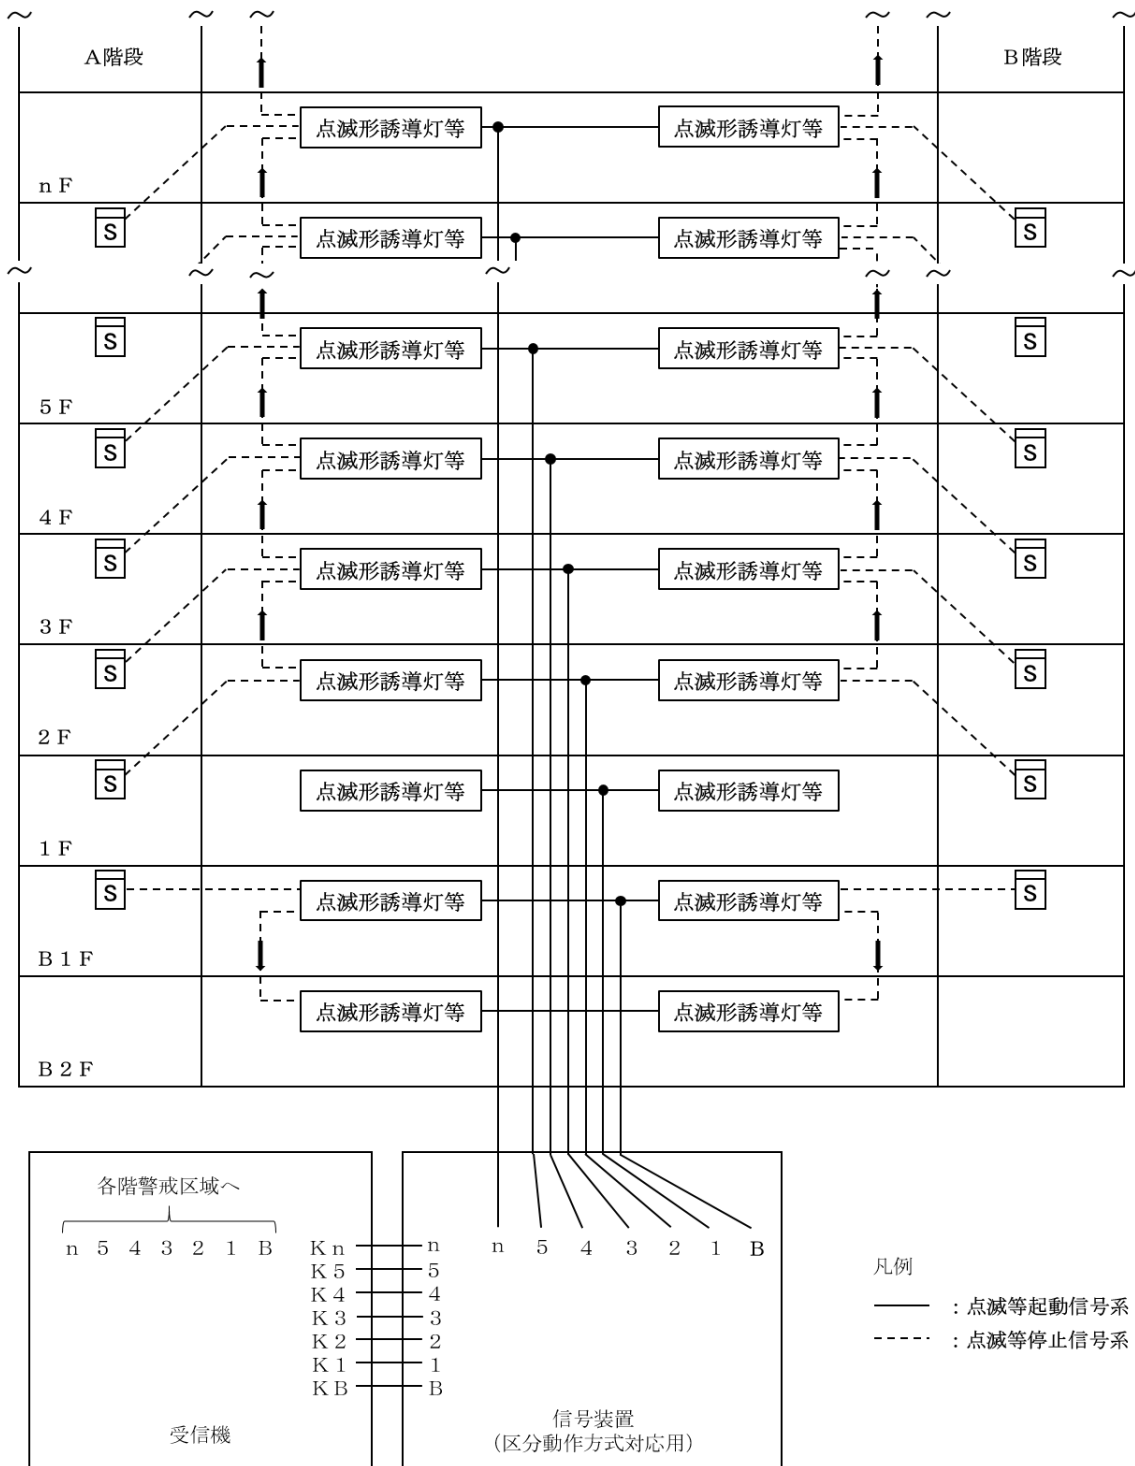 A階段
B階段
点滅形誘導灯等 点滅形誘導灯等
nF
S S
点滅形誘導灯等 点滅形誘導灯等
S S
点滅形誘導灯等 点滅形誘導灯等
5F
S S
点滅形誘導灯等 点滅形誘導灯等
4F
S S
点滅形誘導灯等 点滅形誘導灯等
3F
S S
点滅形誘導灯等 点滅形誘導灯等
2F
S S
点滅形誘導灯等 点滅形誘導灯等
1F
S S
点滅形誘導灯等 点滅形誘導灯等
B1F
点滅形誘導灯等 点滅形誘導灯等
B2F
各階警戒区域へ
n 5 4 3 2 1 B
Kn n
K5 5
K4 4
K3 3
K2 2
K1 1
KB B
受信機
n 5 4 3 2 1 B
信号装置
(区分動作方式対応用)
凡例
:点滅等起動信号系
:点滅等停止信号系